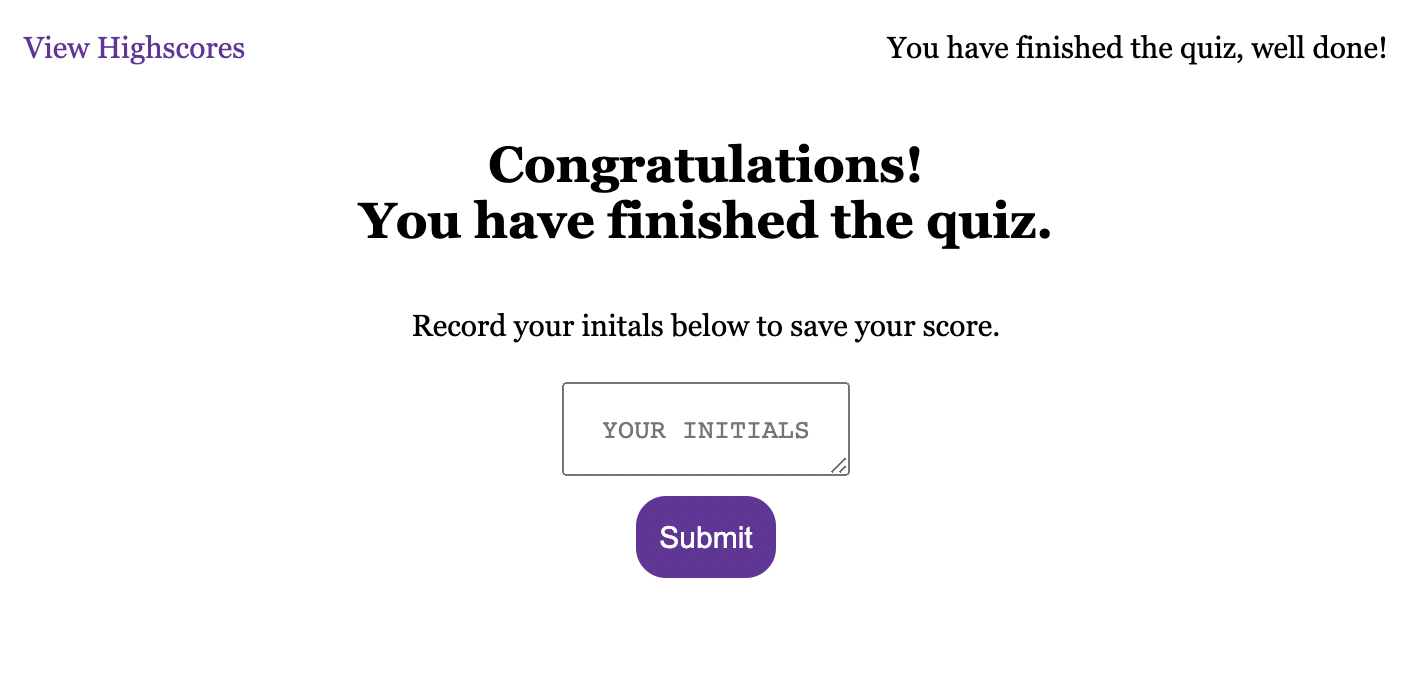 View Highscores
You have finished the quiz, well done!
Congratulations!
You have finished the quiz.
Record your initals below to save your score.
YOUR INITIALS
Submit